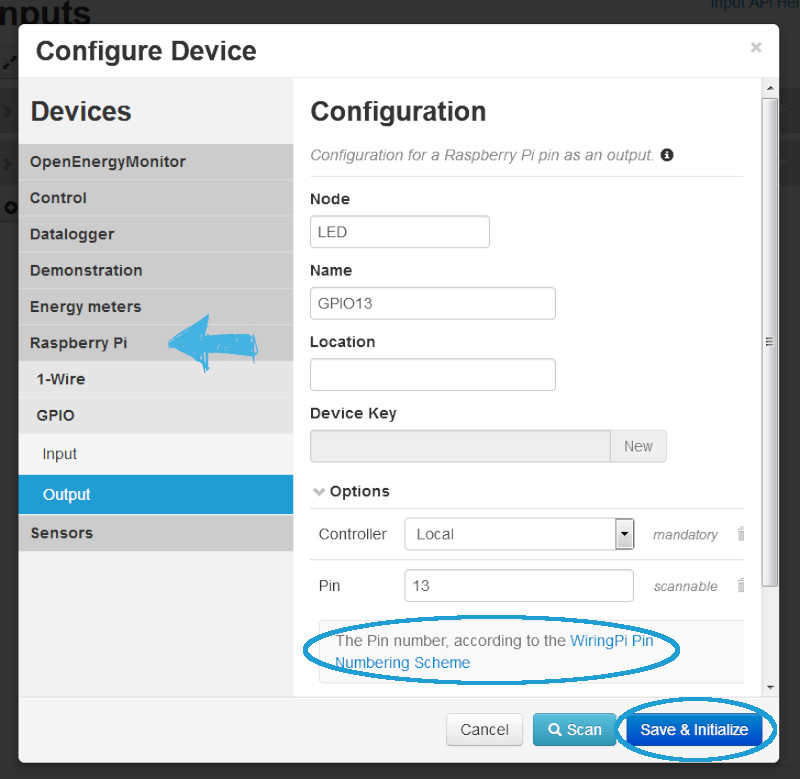 nputs
Input API Hel
Configure Device
×
Devices
OpenEnergyMonitor
Control
Datalogger
Demonstration
Energy meters
Raspberry Pi
1-Wire
GPIO
Input
Output
Sensors
Configuration
Configuration for a Raspberry Pi pin as an output.
Node
LED
Name
GPIO13
Location
Device Key
New
Options
Controller Local mandatory
Pin 13 scannable
The Pin number, according to the WiringPi Pin
Numbering Scheme
Cancel Scan Save & Initialize